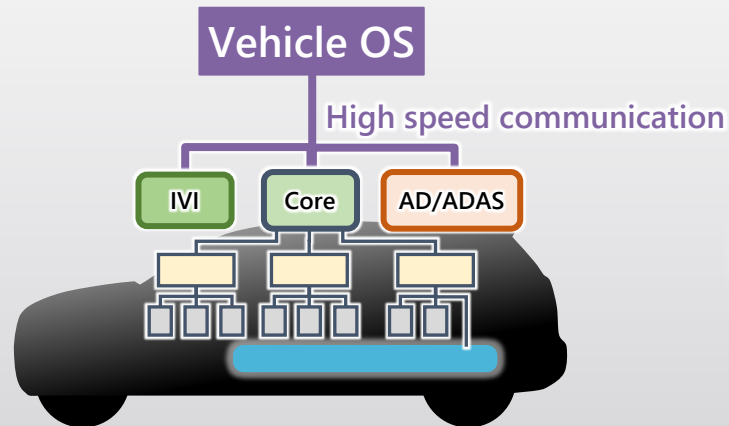 Vehicle OS
High speed communication
IVI
Core
AD/ADAS